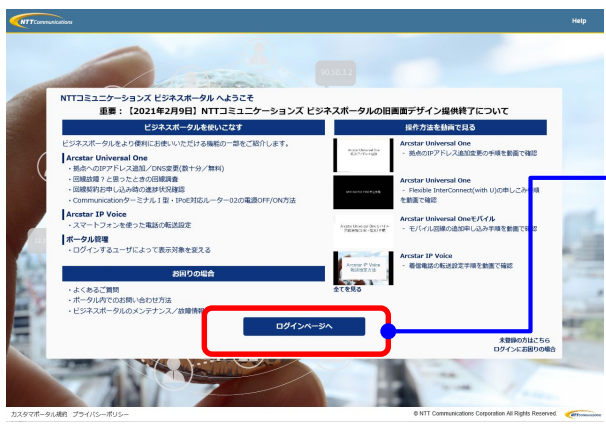 NTT Communications
Help
NTTコミュニケーションズ ビジネスポータル へようこそ
重要：【2021年2月9日】NTTコミュニケーションズ ビジネスポータルの旧画面デザイン提供終了について
ビジネスポータルを使いこなす
ビジネスポータルをより便利にお使いいただける機能の一部をご紹介します。
Arcstar Universal One
・拠点へのIPアドレス追加／DNS変更(数十分／無料)
・回線故障？と思ったときの回線調査
・回線契約お申し込み時の進捗状況確認
・Communicationターミナル I 型・IPoE対応ルーター02の電源OFF/ON方法
Arcstar IP Voice
・スマートフォンを使った電話の転送設定
ポータル管理
・ログインするユーザによって表示対象を変える
お困りの場合
・よくあるご質問
・ポータル内でのお問い合わせ方法
・ビジネスポータルのメンテナンス／故障情報
操作方法を動画で見る
Arcstar Universal One
- 拠点のIPアドレス追加変更の手順を動画で確認
Arcstar Universal One
- Flexible InterConnect(with U)の申しこみ手順
を動画で確認
Arcstar Universal Oneモバイル
- モバイル回線の追加申し込み手順を動画で確認
Arcstar IP Voice
Arcstar IP Voice
- 着信電話の転送設定手順を動画で確認
全てを見る
ログインページへ
未登録の方はこちら
ログインにお困りの場合
カスタマポータル規約 プライバシーポリシー
© NTT Communications Corporation All Rights Reserved.
NTT Communications